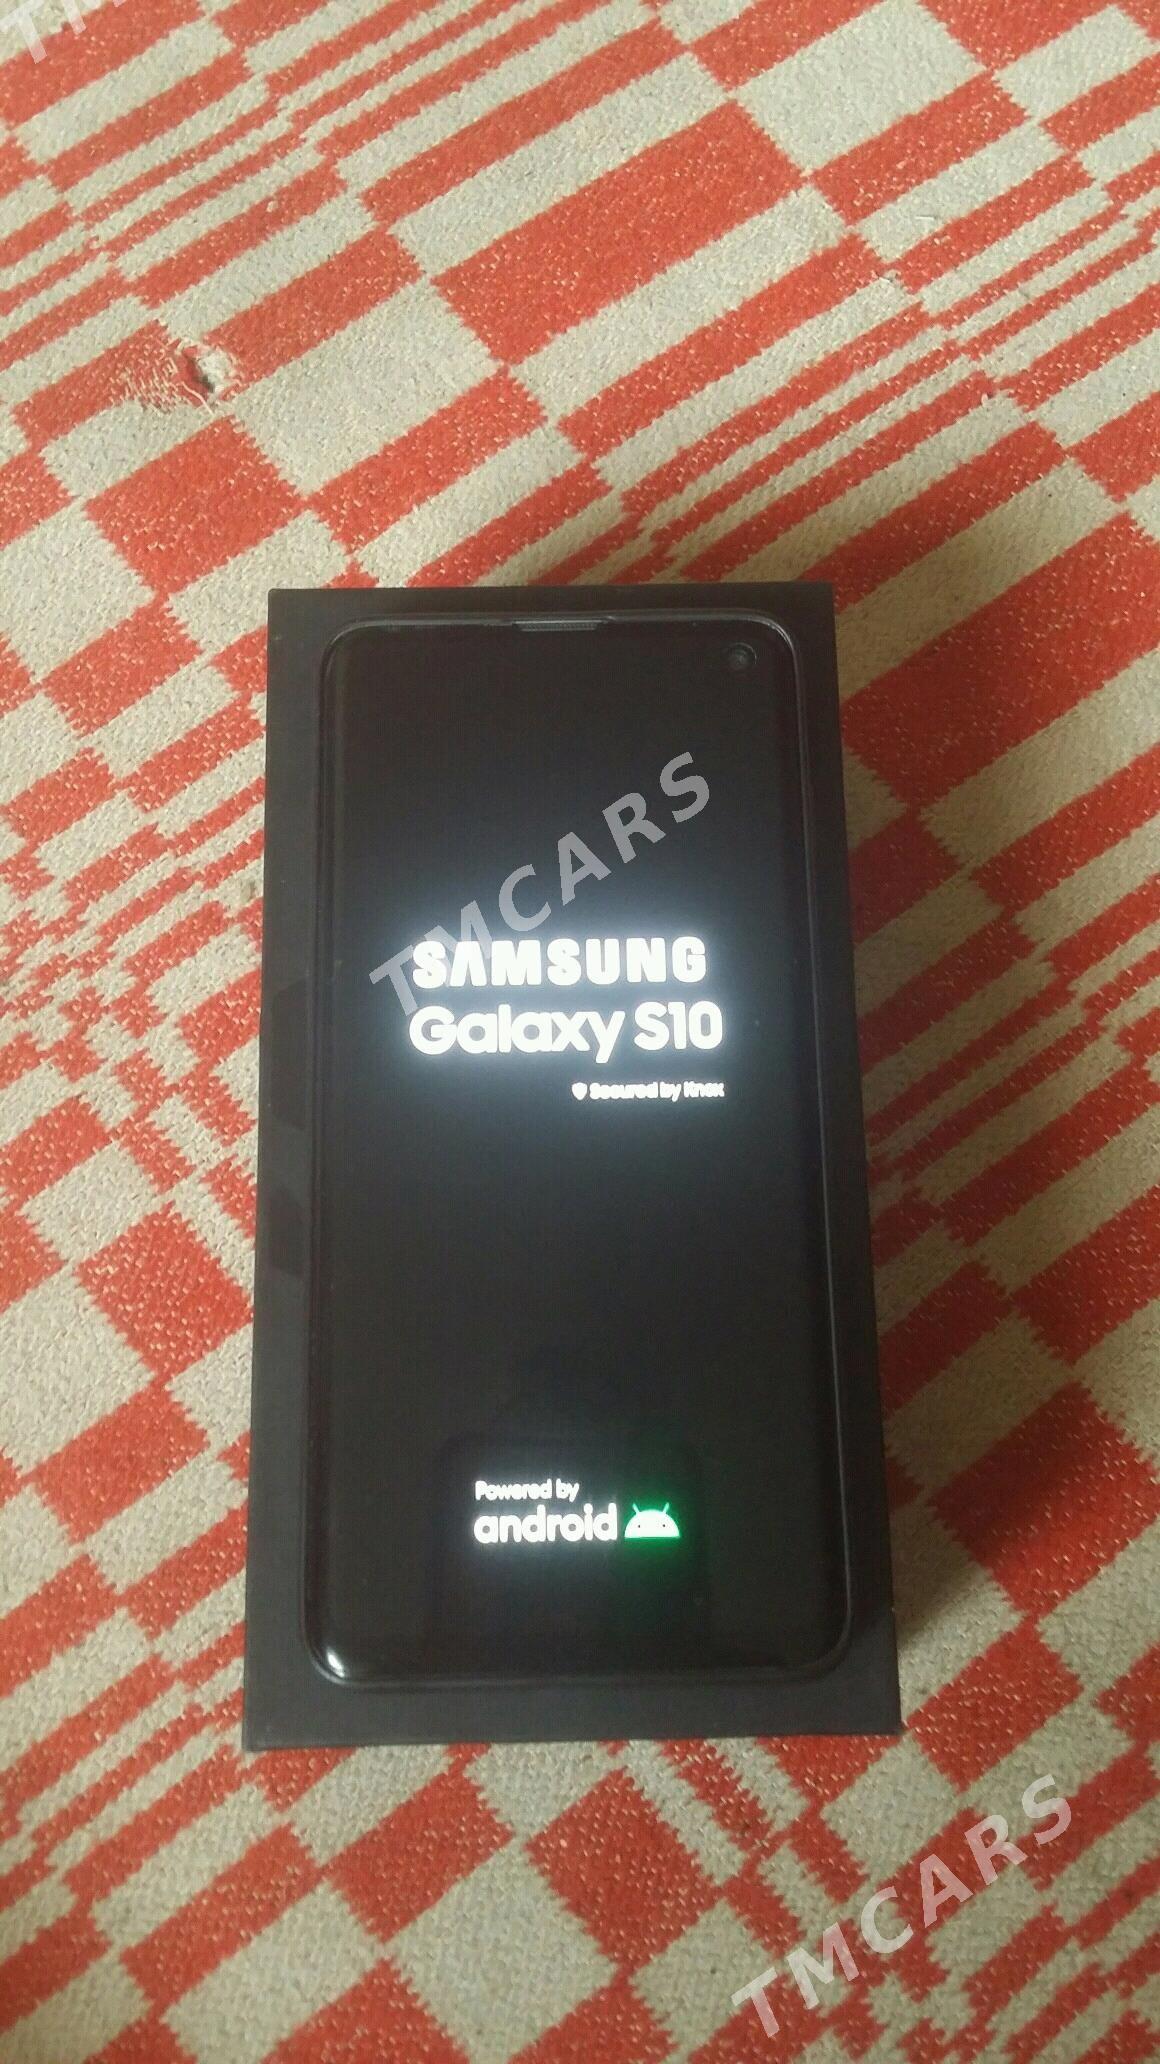 TMCARS
SAMSUNG
Galaxy S10
Secured by Knox
Powered by
android
TMCARS